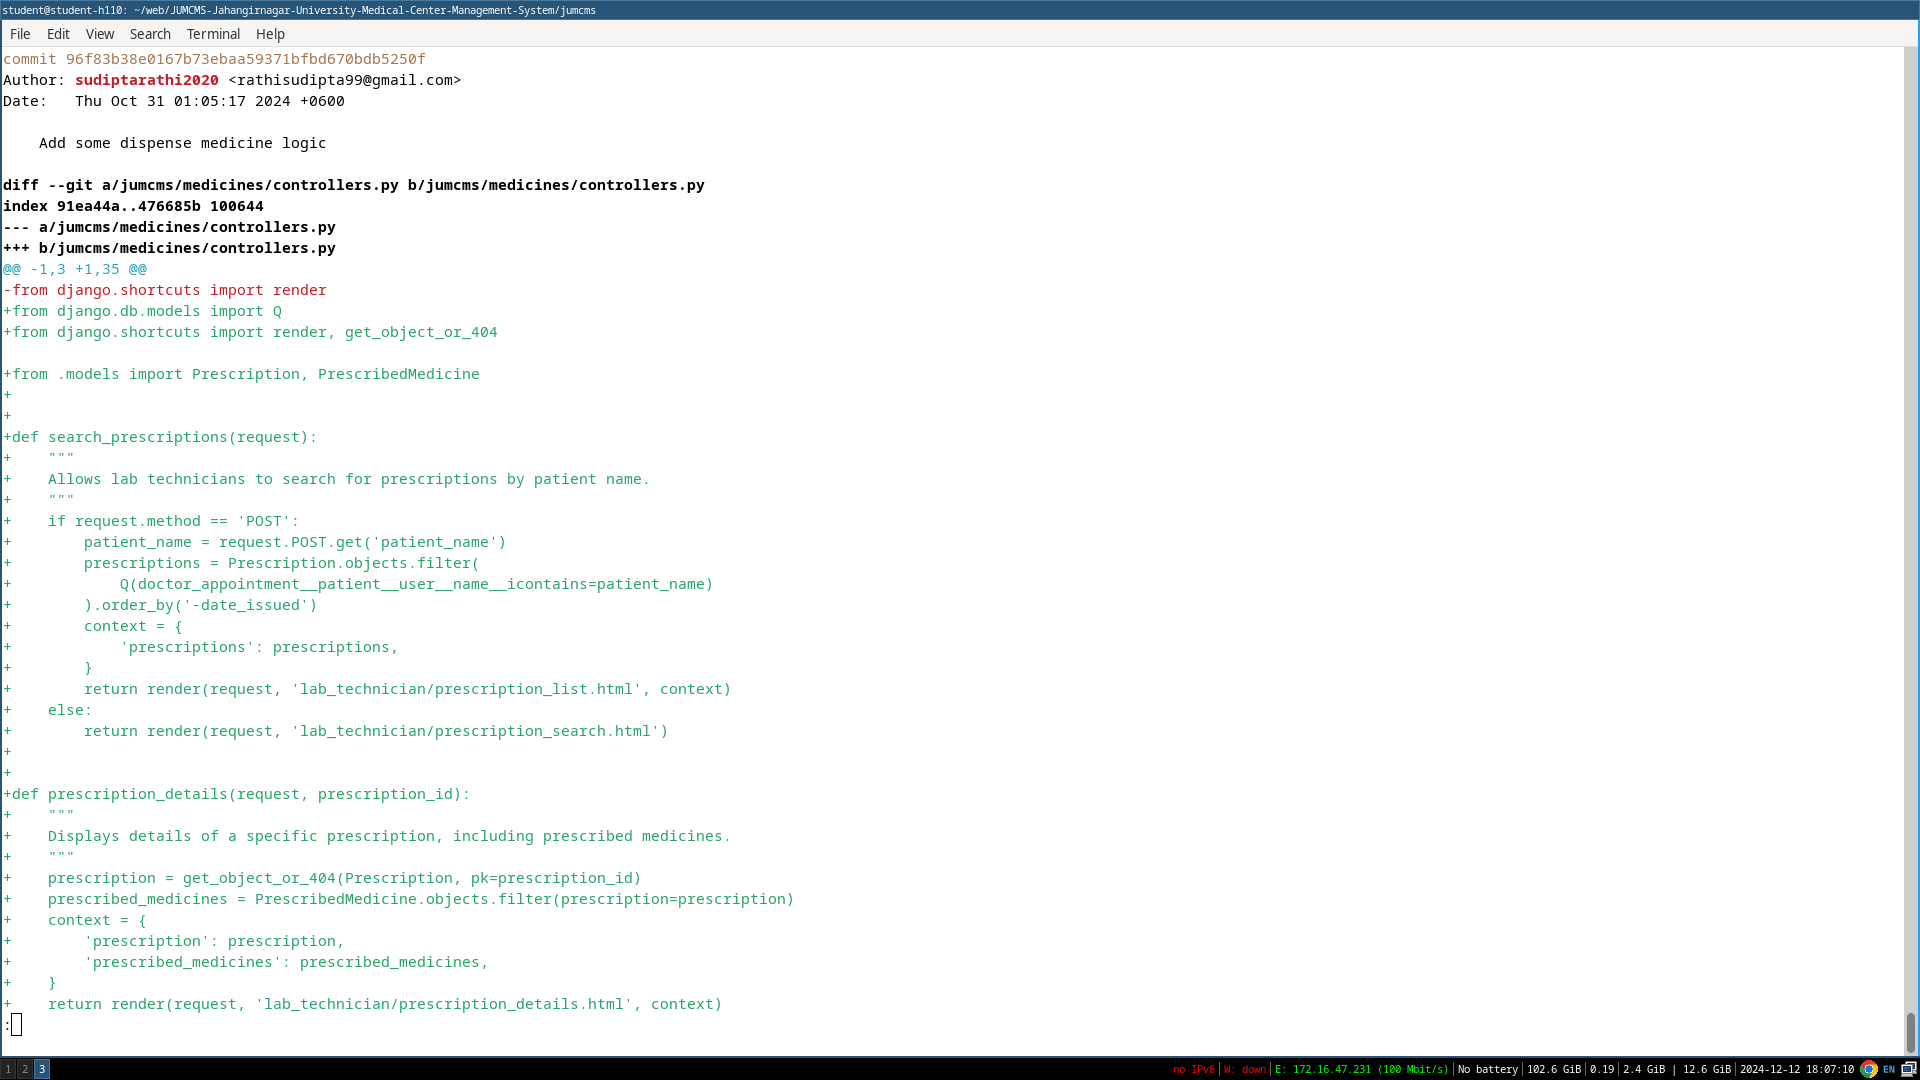 student@student-h110: ~/web/JUMCMS-Jahangirnagar-University-Medical-Center-Management-System/jumcms
File Edit View Search Terminal Help
commit 96f83b38e0167b73ebaa59371bfbd670bdb5250f
Author: sudiptarathi2020 <rathisudipta99@gmail.com>
Date:   Thu Oct 31 01:05:17 2024 +0600

    Add some dispense medicine logic

diff --git a/jumcms/medicines/controllers.py b/jumcms/medicines/controllers.py
index 91ea44a..476685b 100644
--- a/jumcms/medicines/controllers.py
+++ b/jumcms/medicines/controllers.py
@@ -1,3 +1,35 @@
-from django.shortcuts import render
+from django.db.models import Q
+from django.shortcuts import render, get_object_or_404

+from .models import Prescription, PrescribedMedicine
+
+
+def search_prescriptions(request):
+    """
+    Allows lab technicians to search for prescriptions by patient name.
+    """
+    if request.method == 'POST':
+        patient_name = request.POST.get('patient_name')
+        prescriptions = Prescription.objects.filter(
+            Q(doctor_appointment__patient__user__name__icontains=patient_name)
+        ).order_by('-date_issued')
+        context = {
+            'prescriptions': prescriptions,
+        }
+        return render(request, 'lab_technician/prescription_list.html', context)
+    else:
+        return render(request, 'lab_technician/prescription_search.html')
+
+
+def prescription_details(request, prescription_id):
+    """
+    Displays details of a specific prescription, including prescribed medicines.
+    """
+    prescription = get_object_or_404(Prescription, pk=prescription_id)
+    prescribed_medicines = PrescribedMedicine.objects.filter(prescription=prescription)
+    context = {
+        'prescription': prescription,
+        'prescribed_medicines': prescribed_medicines,
+    }
+    return render(request, 'lab_technician/prescription_details.html', context)
:
1 2 3 no IPv6 | W: down | E: 172.16.47.231 (100 Mbit/s) | No battery | 102.6 GiB | 0.19 | 2.4 GiB | 12.6 GiB | 2024-12-12 18:07:10 EN